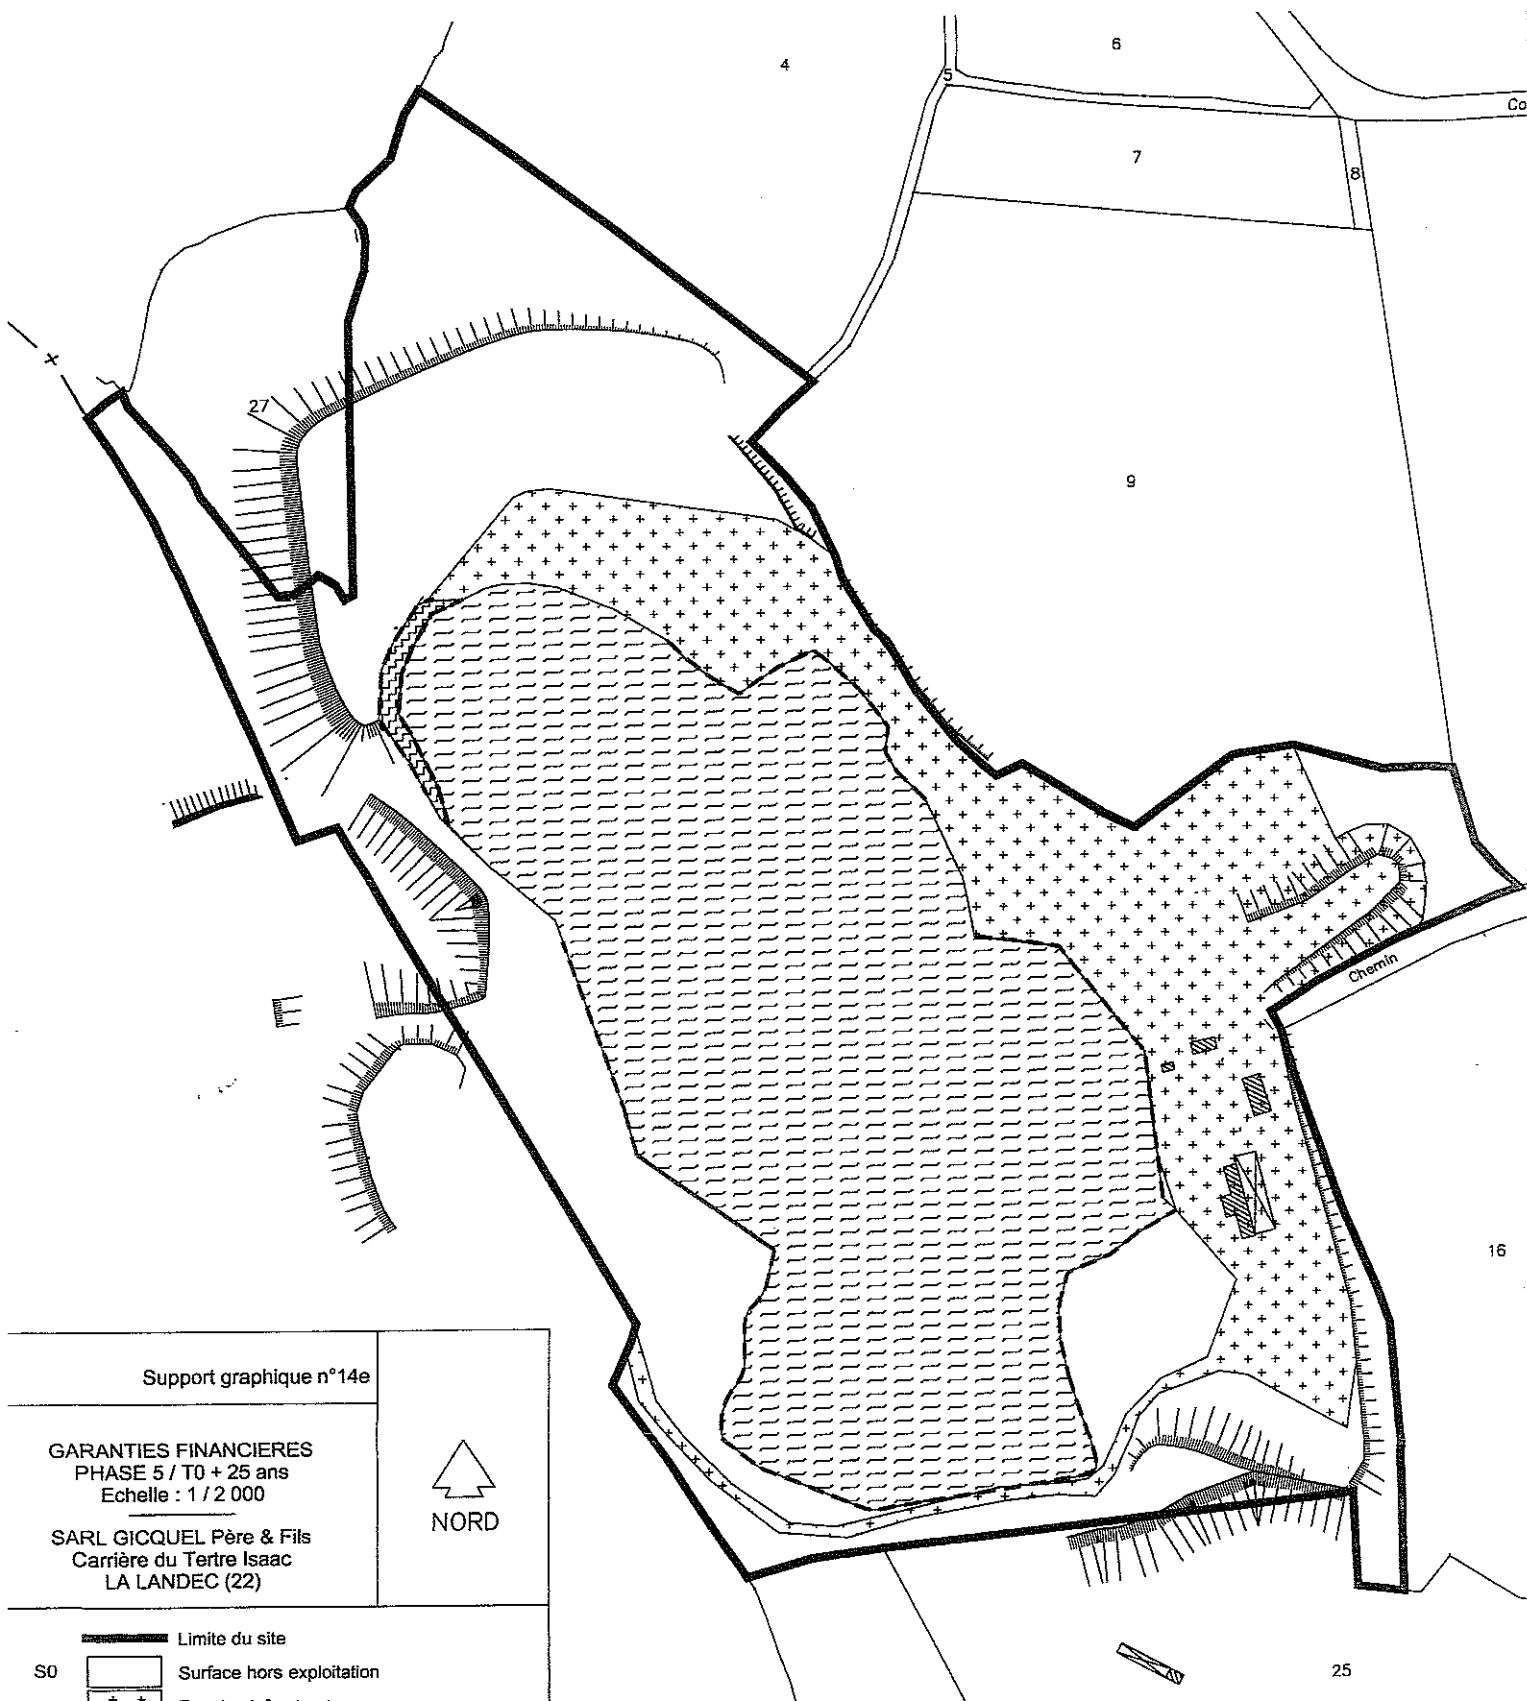 4
6
5
Co
7
8
27
9
Chemin
16
Support graphique n°14e
GARANTIES FINANCIERES
PHASE 5 / T0 + 25 ans
Echelle : 1 / 2 000
SARL GICQUEL Père & Fils
Carrière du Tertre Isaac
LA LANDEC (22)
NORD
Limite du site
S0
Surface hors exploitation
25